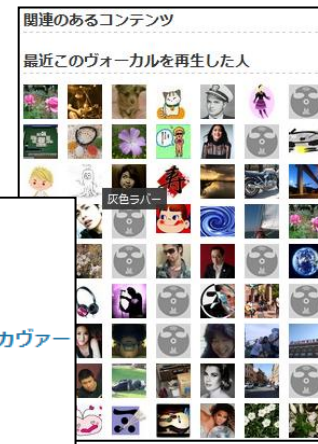 関連のあるコンテンツ
最近このヴォーカルを再生した人
寿
灰色ラバー
カヴァー